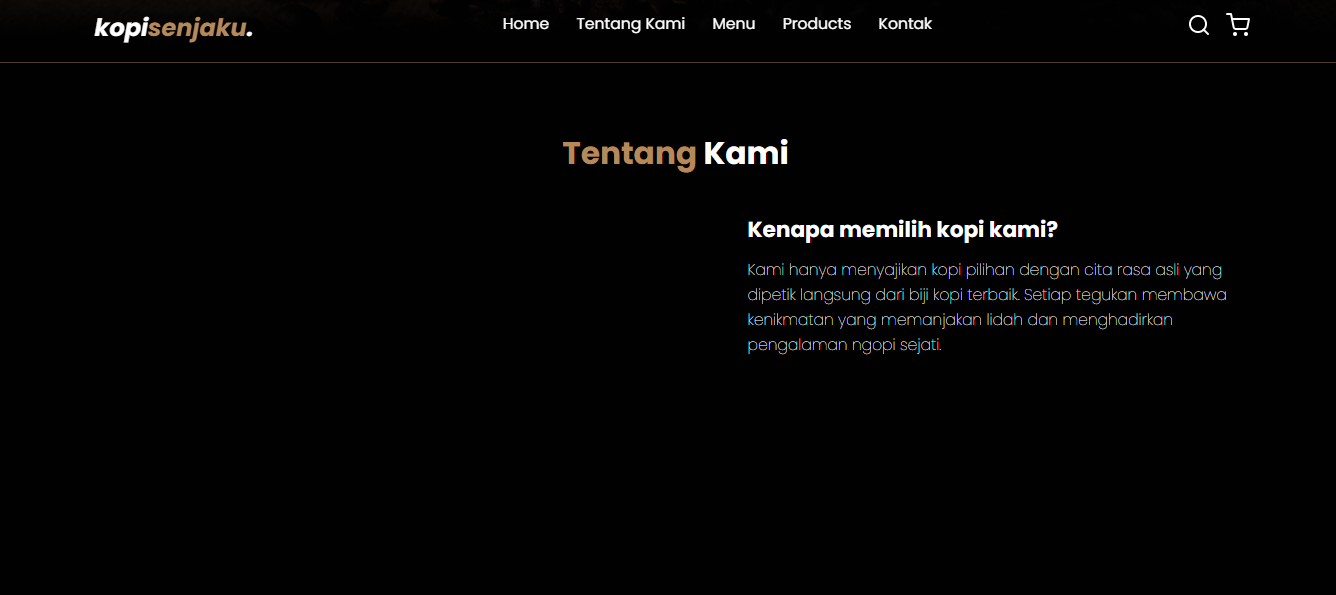 kopisenjaku.
Home Tentang Kami Menu Products Kontak
Tentang Kami
Kenapa memilih kopi kami?
Kami hanya menyajikan kopi pilihan dengan cita rasa asli yang
dipetik langsung dari biji kopi terbaik. Setiap tegukan membawa
kenikmatan yang memanjakan lidah dan menghadirkan
pengalaman ngopi sejati.